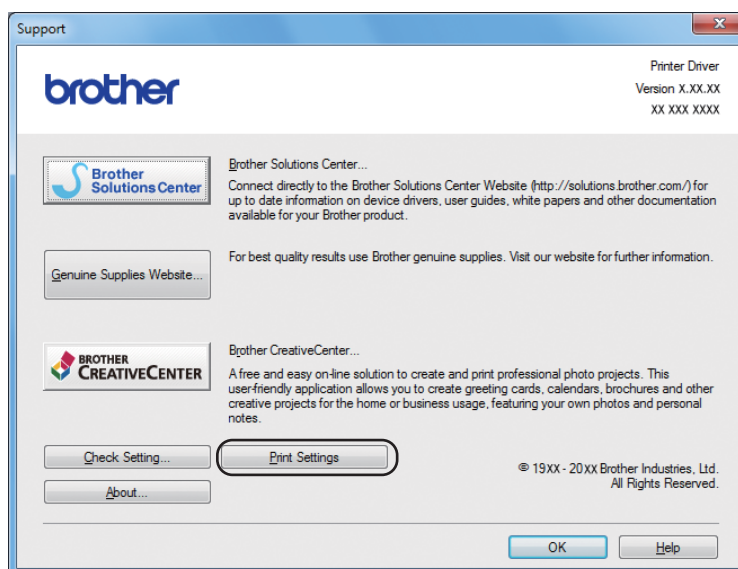 Support
brother
Printer Driver
Version X.XX.XX
XX XXX XXXX
Brother
Solutions Center
Brother Solutions Center...
Connect directly to the Brother Solutions Center Website (http://solutions.brother.com/) for
up to date information on device drivers, user guides, white papers and other documentation
available for your Brother product.
Genuine Supplies Website...
For best quality results use Brother genuine supplies. Visit our website for further information.
BROTHER
CREATIVECENTER
Brother CreativeCenter...
A free and easy on-line solution to create and print professional photo projects. This
user-friendly application allows you to create greeting cards, calendars, brochures and other
creative projects for the home or business usage, featuring your own photos and personal
notes.
Check Setting...
Print Settings
About...
© 19XX - 20XX Brother Industries, Ltd.
All Rights Reserved.
OK
Help